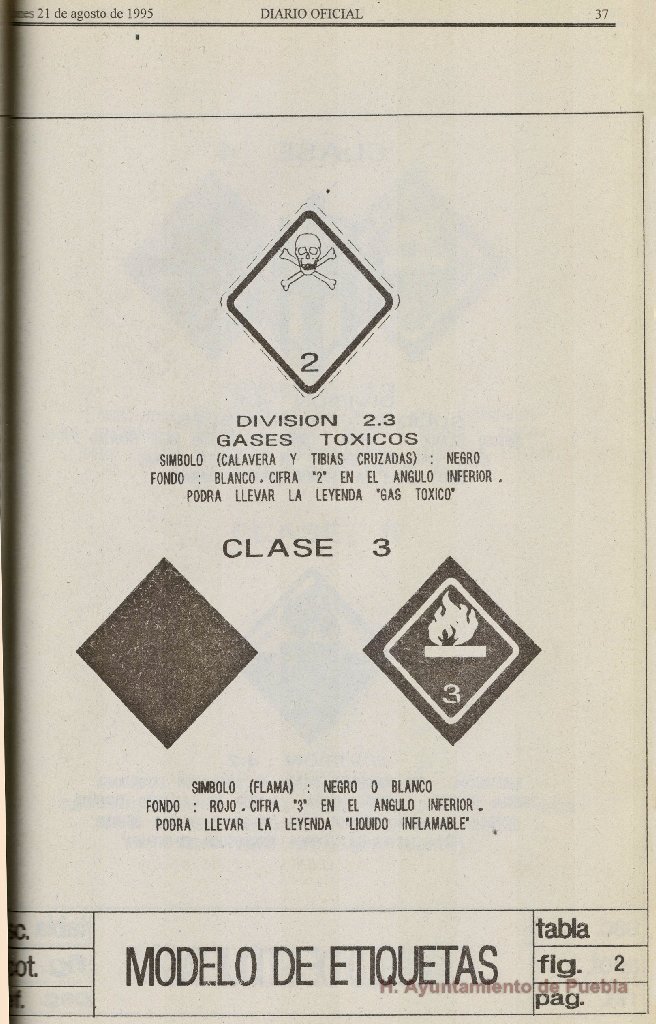 21 de agosto de 1995 DIARIO OFICIAL 37
2
DIVISION 2.3
GASES TOXICOS
SIMBOLO (CALAVERA Y TIBIAS CRUZADAS) : NEGRO
FONDO : BLANCO. CIFRA "2" EN EL ANGULO INFERIOR.
PODRA LLEVAR LA LEYENDA "GAS TOXICO"
CLASE 3
3
SIMBOLO (FLAMA) : NEGRO O BLANCO
FONDO : ROJO. CIFRA "3" EN EL ANGULO INFERIOR.
PODRA LLEVAR LA LEYENDA "LIQUIDO INFLAMABLE"
MODELO DE ETIQUETAS
tabla
fig. 2
pág.
H. Ayuntamiento de Puebla